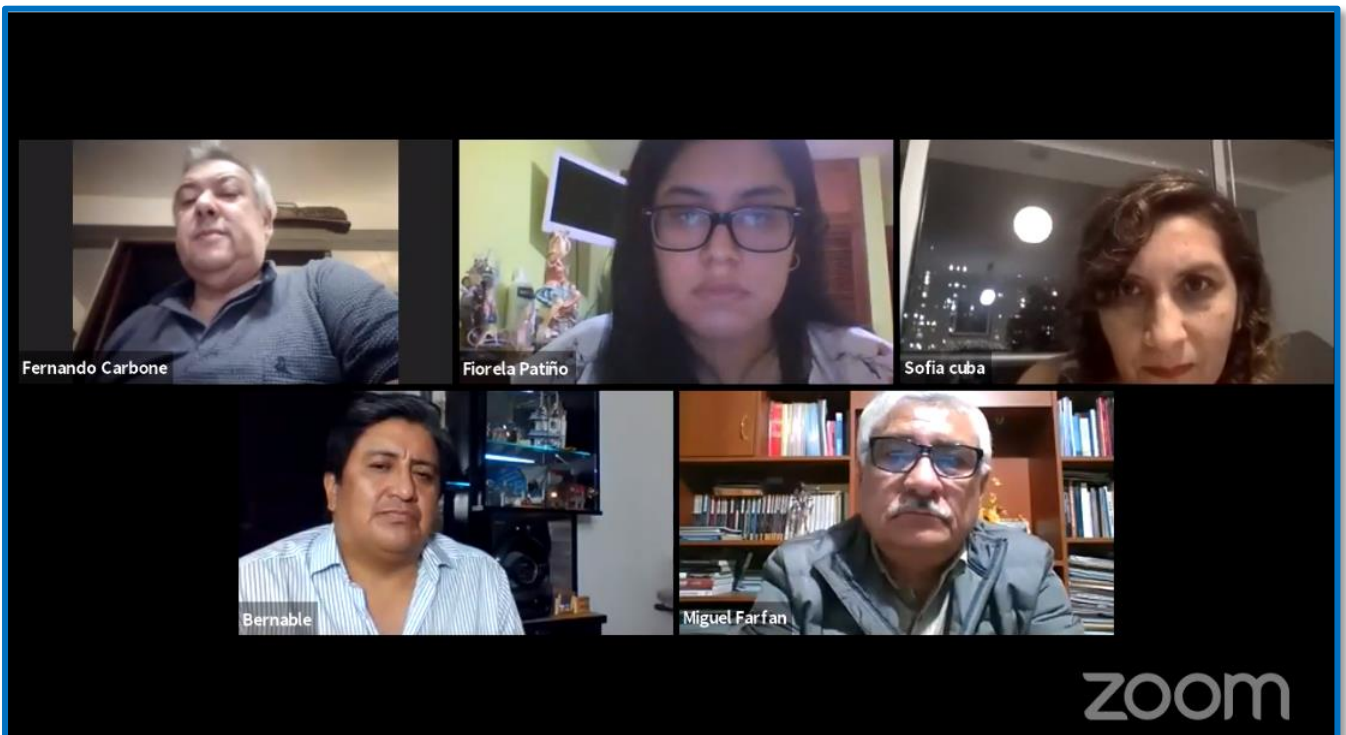 Fernando Carbone
Fiorela Patiño
Sofia cuba
Bernable
Miguel Farfan
zoom